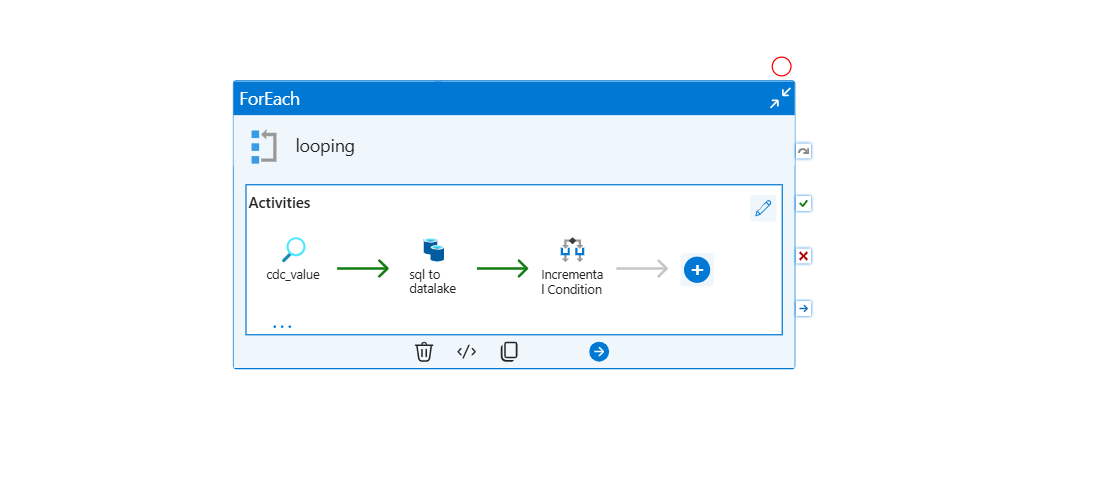 ForEach
looping
Activities
cdc_value
sql to
datalake
Incrementa
l Condition